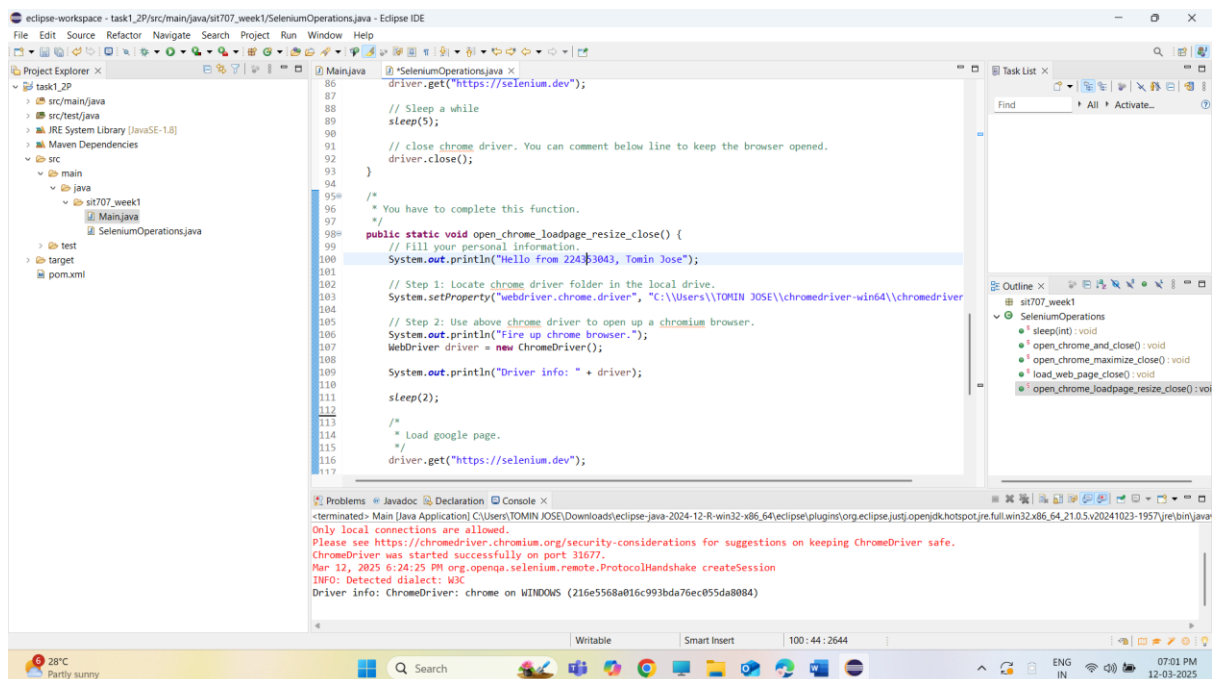 eclipse-workspace - task1_2P/src/main/java/sit707_week1/SeleniumOperations.java - Eclipse IDE
File Edit Source Refactor Navigate Search Project Run Window Help
Project Explorer
task1_2P
src/main/java
src/test/java
JRE System Library [JavaSE-1.8]
Maven Dependencies
src
main
java
sit707_week1
Main.java
SeleniumOperations.java
test
target
pom.xml
Main.java *SeleniumOperations.java
86 driver.get("https://selenium.dev");
87
88 // Sleep a while
89 sleep(5);
90
91 // close chrome driver. You can comment below line to keep the browser opened.
92 driver.close();
93 }
94
95 /*
96 * You have to complete this function.
97 */
98 public static void open_chrome_loadpage_resize_close() {
99 // Fill your personal information.
100 System.out.println("Hello from 224353043, Tomin Jose");
101
102 // Step 1: Locate chrome driver folder in the local drive.
103 System.setProperty("webdriver.chrome.driver", "C:\\Users\\TOMIN JOSE\\chromedriver-win64\\chromedriver
104
105 // Step 2: Use above chrome driver to open up a chromium browser.
106 System.out.println("Fire up chrome browser.");
107 WebDriver driver = new ChromeDriver();
108
109 System.out.println("Driver info: " + driver);
110
111 sleep(2);
112
113 /*
114 * Load google page.
115 */
116 driver.get("https://selenium.dev");
117
Task List
Find All Activate...
Outline
sit707_week1
SeleniumOperations
sleep(int) : void
open_chrome_and_close() : void
open_chrome_maximize_close() : void
load_web_page_close() : void
open_chrome_loadpage_resize_close() : voi
Problems Javadoc Declaration Console
<terminated> Main [Java Application] C:\Users\TOMIN JOSE\Downloads\eclipse-java-2024-12-R-win32-x86_64\eclipse\plugins\org.eclipse.justj.openjdk.hotspot.jre.full.win32.x86_64_21.0.5.v20241023-1957\jre\bin\javav
Only local connections are allowed.
Please see https://chromedriver.chromium.org/security-considerations for suggestions on keeping ChromeDriver safe.
ChromeDriver was started successfully on port 31677.
Mar 12, 2025 6:24:25 PM org.openqa.selenium.remote.ProtocolHandshake createSession
INFO: Detected dialect: W3C
Driver info: ChromeDriver: chrome on WINDOWS (216e5568a016c993bda76ec055da8084)
Writable Smart Insert 100 : 44 : 2644
6
28°C
Partly sunny
Search
ENG
IN
07:01 PM
12-03-2025